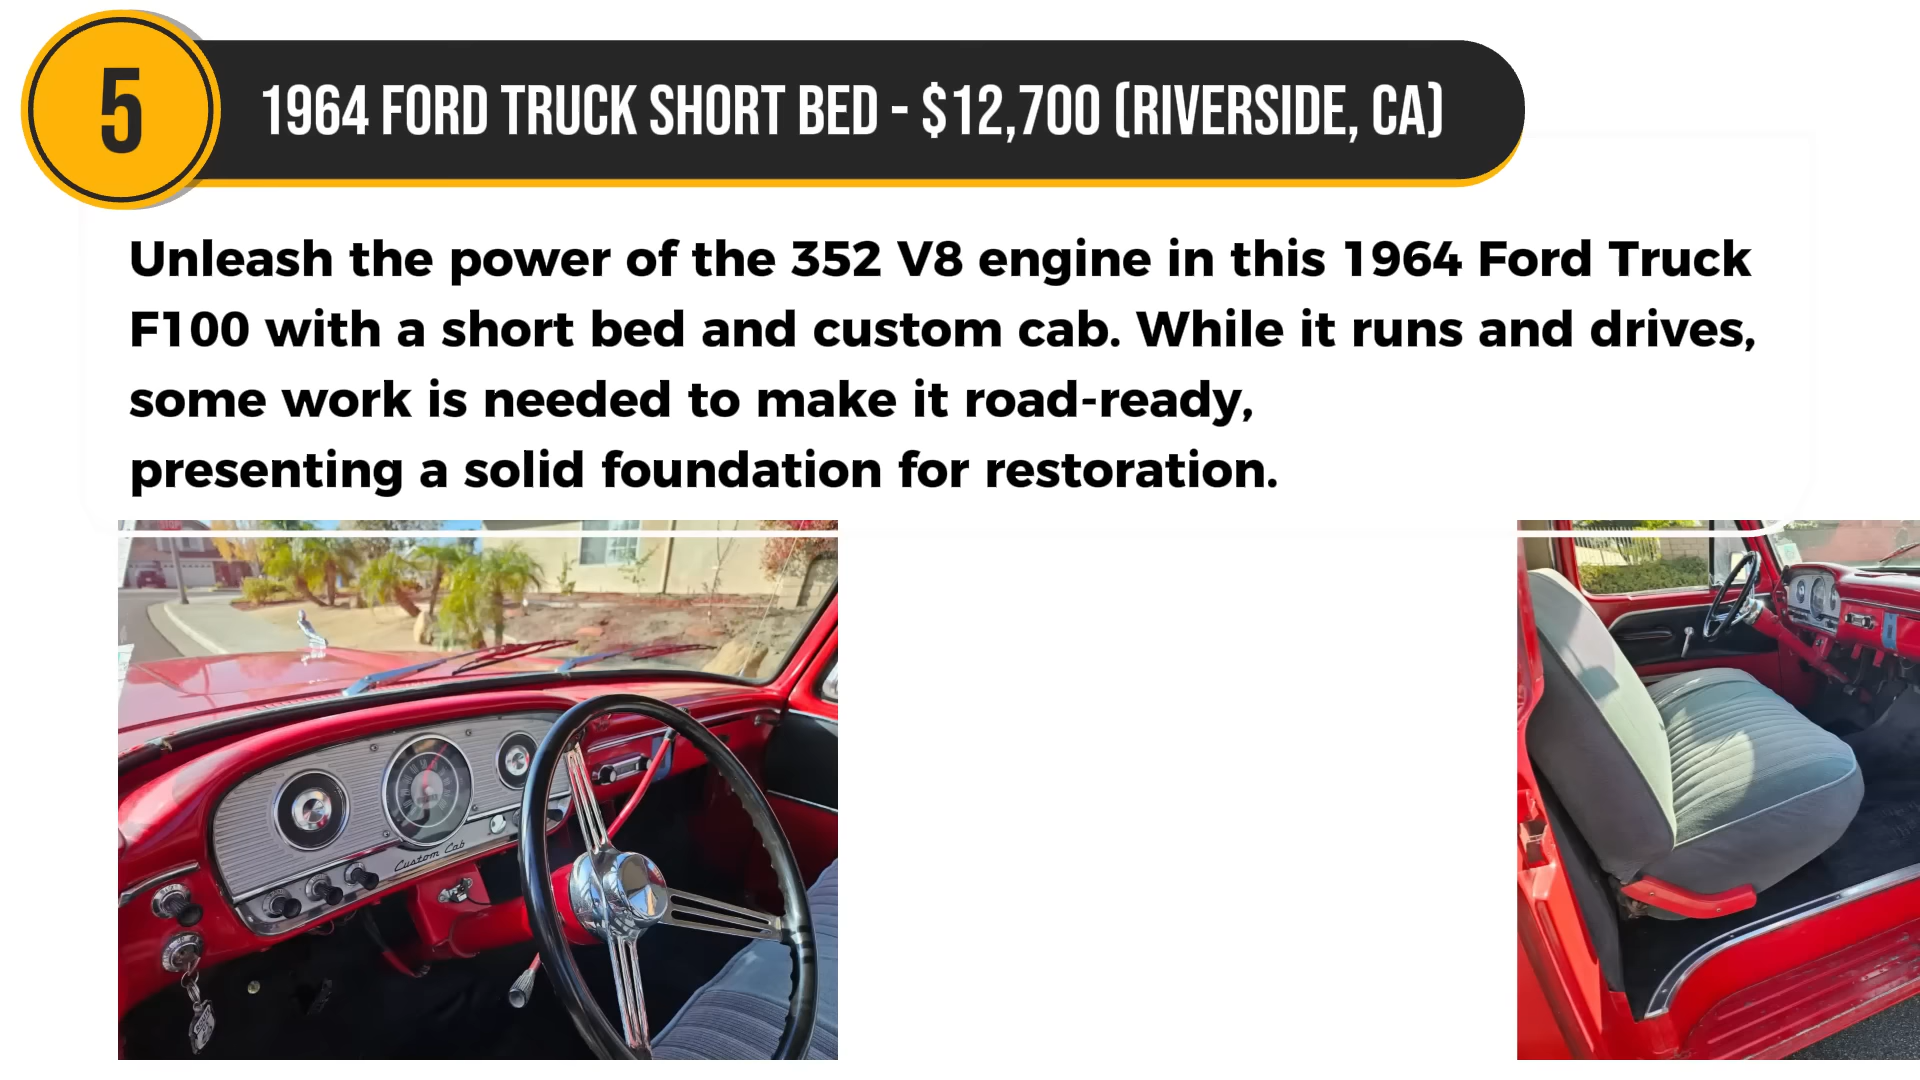 5
1964 FORD TRUCK SHORT BED - $12,700 (RIVERSIDE, CA)
Unleash the power of the 352 V8 engine in this 1964 Ford Truck
F100 with a short bed and custom cab. While it runs and drives,
some work is needed to make it road-ready,
presenting a solid foundation for restoration.
Custom Cab